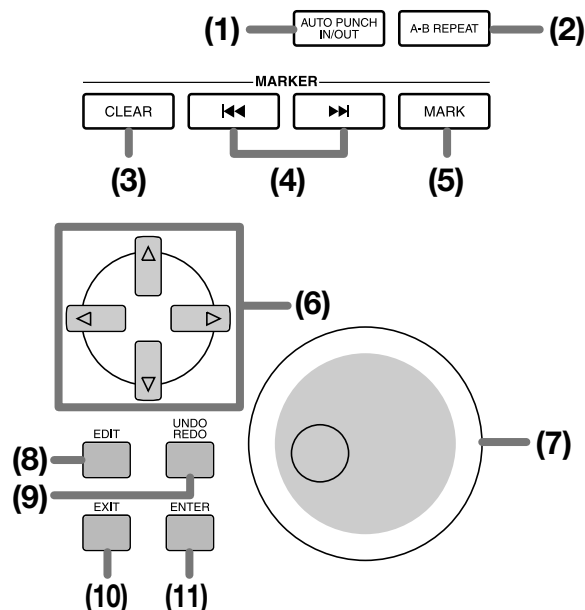 (1) AUTO PUNCH IN/OUT A-B REPEAT (2)
MARKER
CLEAR MARK
(3) (4) (5)
(6)
(7)
EDIT UNDO REDO
(8)
(9)
EXIT ENTER
(10) (11)